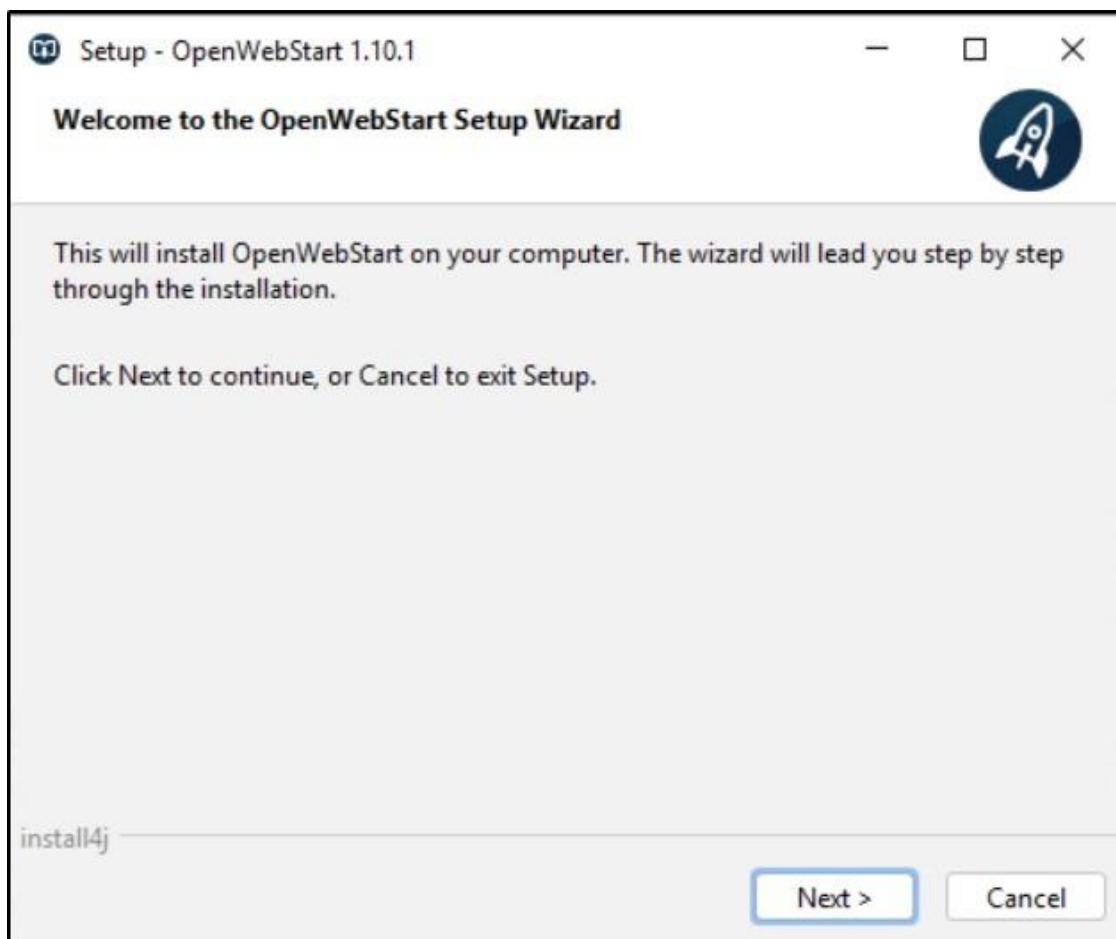 Setup - OpenWebStart 1.10.1
Welcome to the OpenWebStart Setup Wizard
This will install OpenWebStart on your computer. The wizard will lead you step by step
through the installation.
Click Next to continue, or Cancel to exit Setup.
install4j
Next >
Cancel